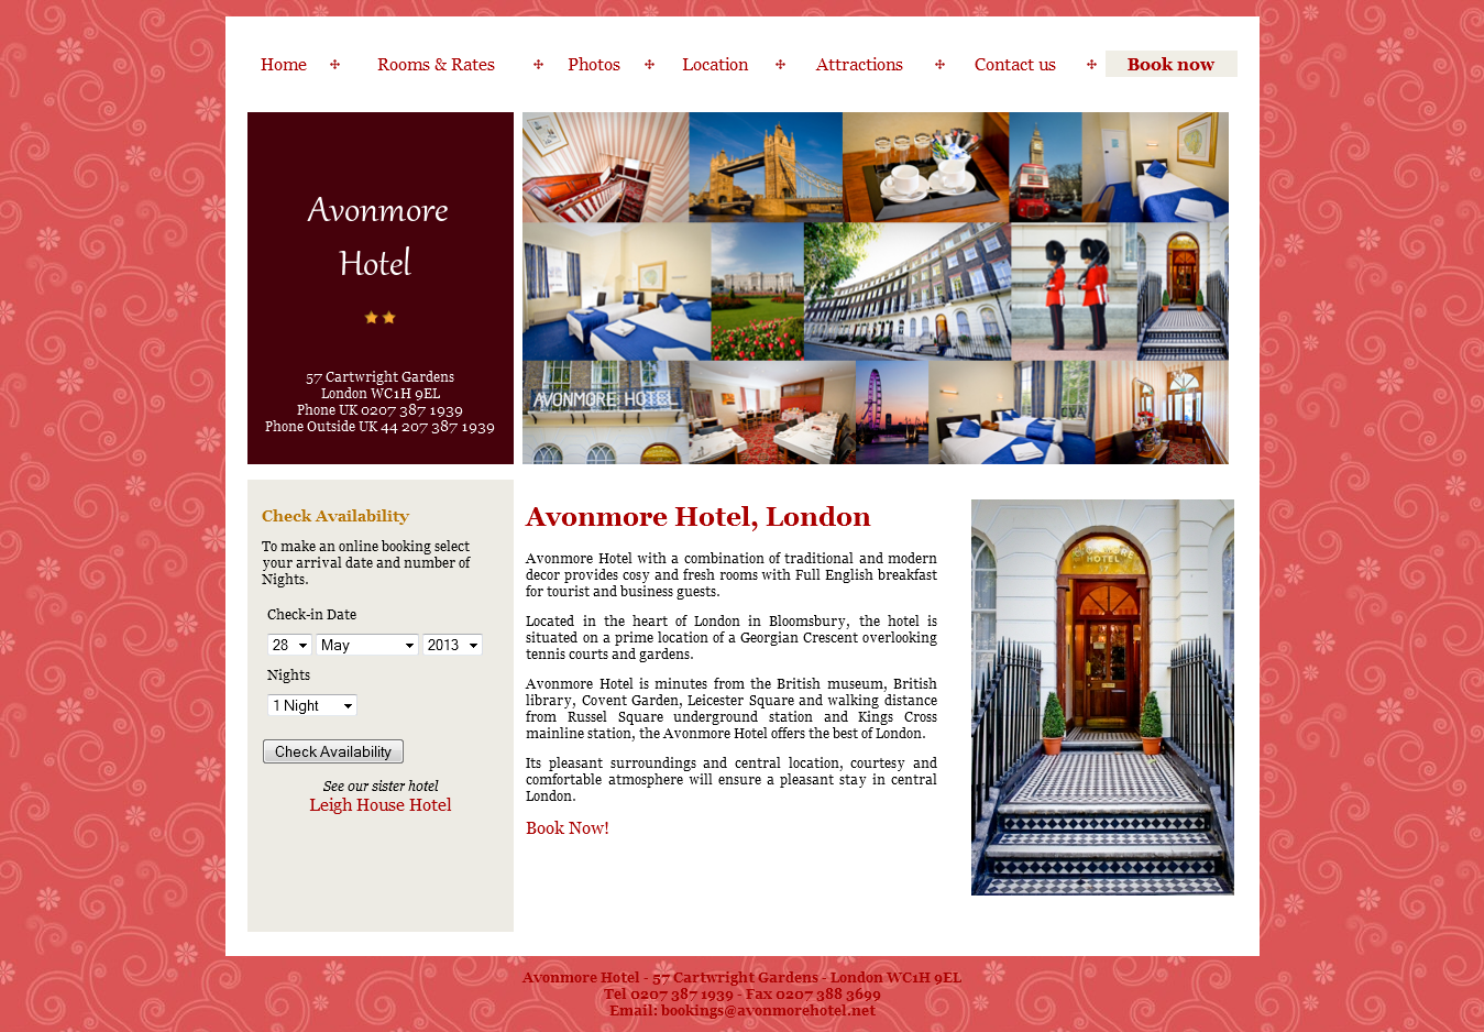 Home
Rooms & Rates
Photos
Location
Attractions
Contact us
Book now
Avonmore
Hotel
57 Cartwright Gardens
London WC1H 9EL
Phone UK 0207 387 1939
Phone Outside UK 44 207 387 1939
AVONMORE HOTEL
Check Availability
To make an online booking select
your arrival date and number of
Nights.
Check-in Date
28 May 2013
Nights
1 Night
Check Availability
See our sister hotel
Leigh House Hotel
Avonmore Hotel, London
Avonmore Hotel with a combination of traditional and modern
decor provides cosy and fresh rooms with Full English breakfast
for tourist and business guests.
Located in the heart of London in Bloomsbury, the hotel is
situated on a prime location of a Georgian Crescent overlooking
tennis courts and gardens.
Avonmore Hotel is minutes from the British museum, British
library, Covent Garden, Leicester Square and walking distance
from Russel Square underground station and Kings Cross
mainline station, the Avonmore Hotel offers the best of London.
Its pleasant surroundings and central location, courtesy and
comfortable atmosphere will ensure a pleasant stay in central
London.
Book Now!
HOTEL
Avonmore Hotel - 57 Cartwright Gardens - London WC1H 9EL
Tel 0207 387 1939 - Fax 0207 388 3699
Email: bookings@avonmorehotel.net